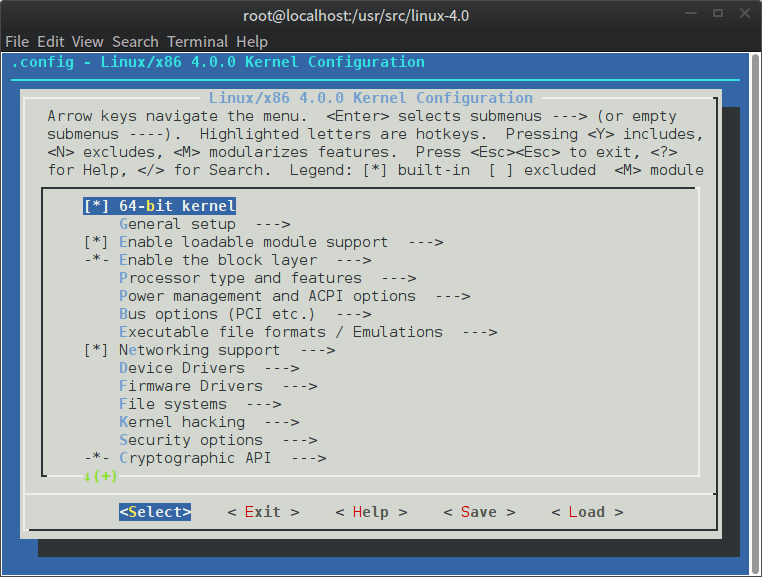 root@localhost:/usr/src/linux-4.0
File Edit View Search Terminal Help
.config - Linux/x86 4.0.0 Kernel Configuration
Linux/x86 4.0.0 Kernel Configuration
Arrow keys navigate the menu.  <Enter> selects submenus ---> (or empty
submenus ----).  Highlighted letters are hotkeys.  Pressing <Y> includes,
<N> excludes, <M> modularizes features.  Press <Esc><Esc> to exit, <?>
for Help, </> for Search.  Legend: [*] built-in  [ ] excluded  <M> module
[*] 64-bit kernel
General setup  --->
[*] Enable loadable module support  --->
-*- Enable the block layer  --->
Processor type and features  --->
Power management and ACPI options  --->
Bus options (PCI etc.)  --->
Executable file formats / Emulations  --->
[*] Networking support  --->
Device Drivers  --->
Firmware Drivers  --->
File systems  --->
Kernel hacking  --->
Security options  --->
-*- Cryptographic API  --->
↓(+)
<Select>    < Exit >    < Help >    < Save >    < Load >